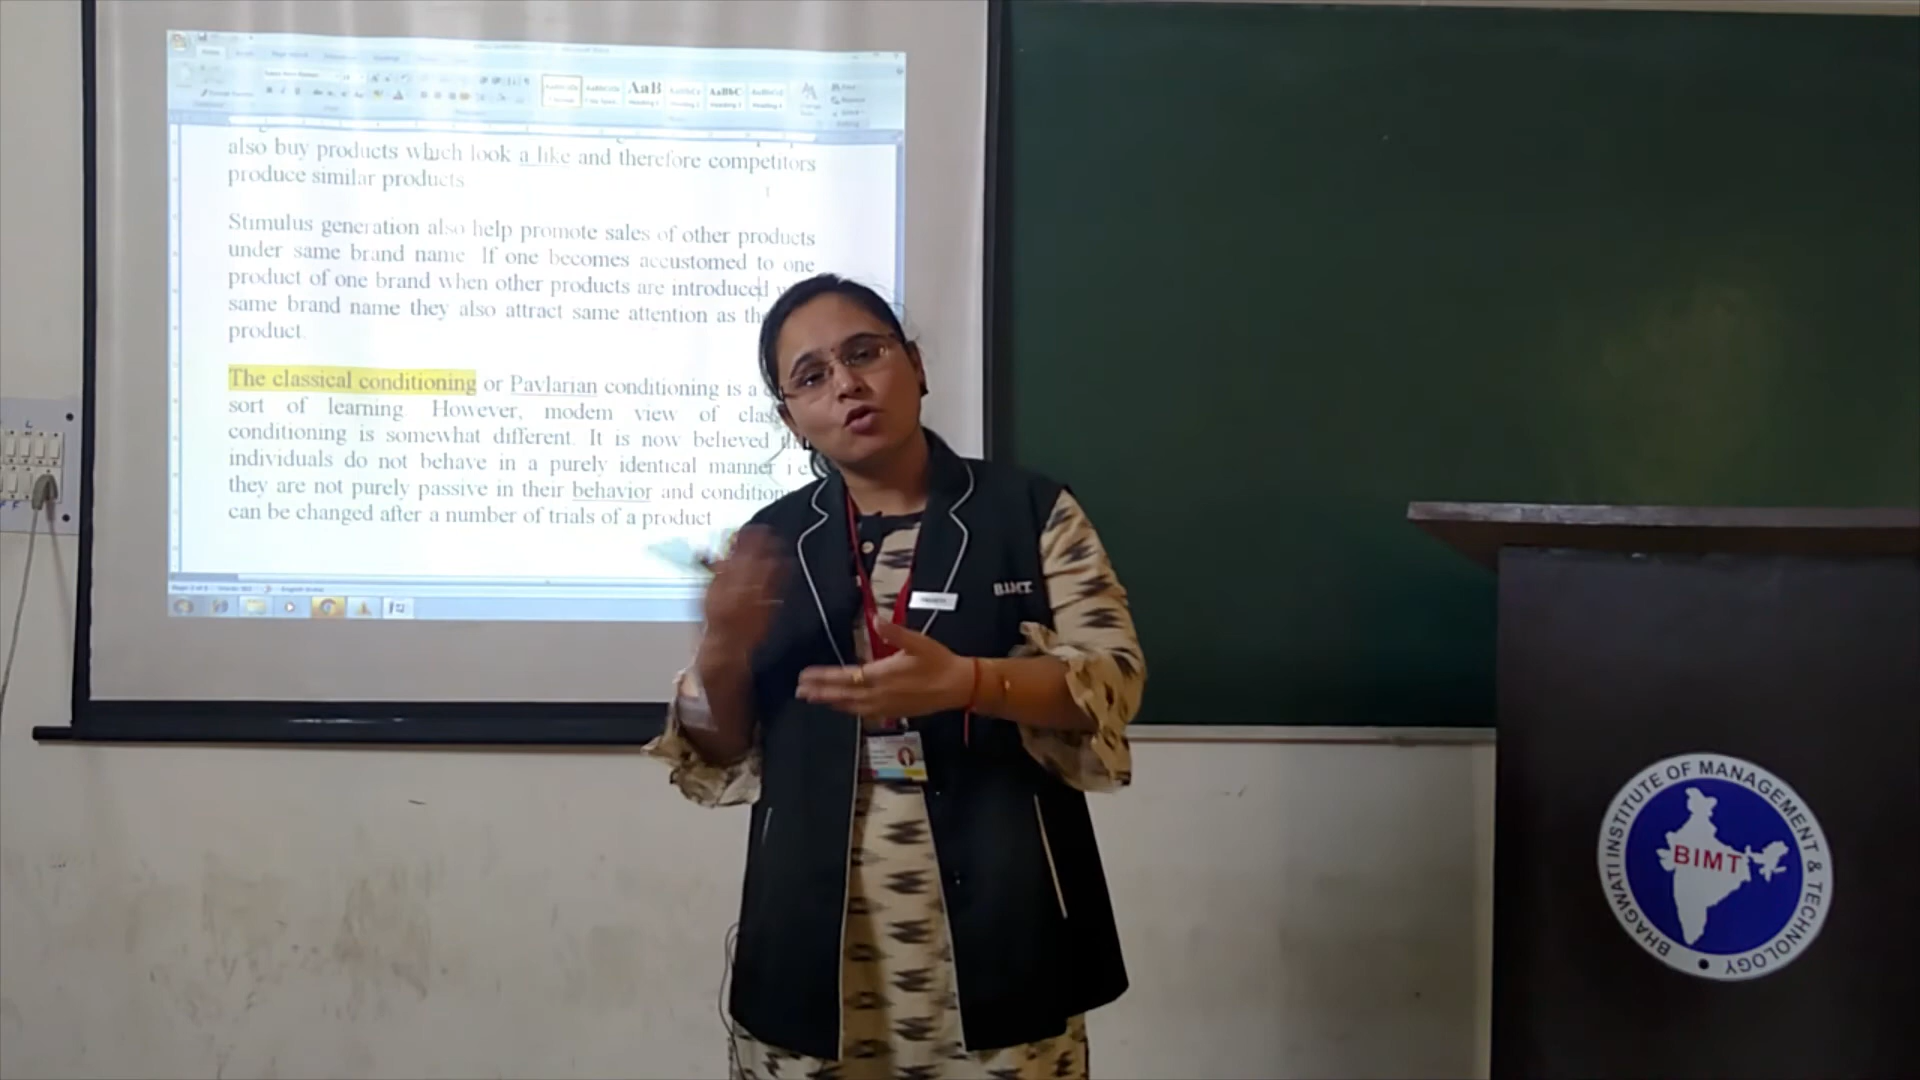 AaB
also buy products which look a like and therefore competitors
produce similar products
Stimulus generation also help promote sales of other products
under same brand name If one becomes accustomed to one
product of one brand when other products are introduced
same brand name they also attract same attention as
product.
The classical conditioning or Pavlarian conditioning is a
sort of learning However, modem view of
conditioning is somewhat different. It is now believed
individuals do not behave in a purely identical manner i e
they are not purely passive in their behavior and
can be changed after a number of trials of a product
BIMT
BHAGWATI INSTITUTE OF MANAGEMENT & TECHNOLOGY
BIMT